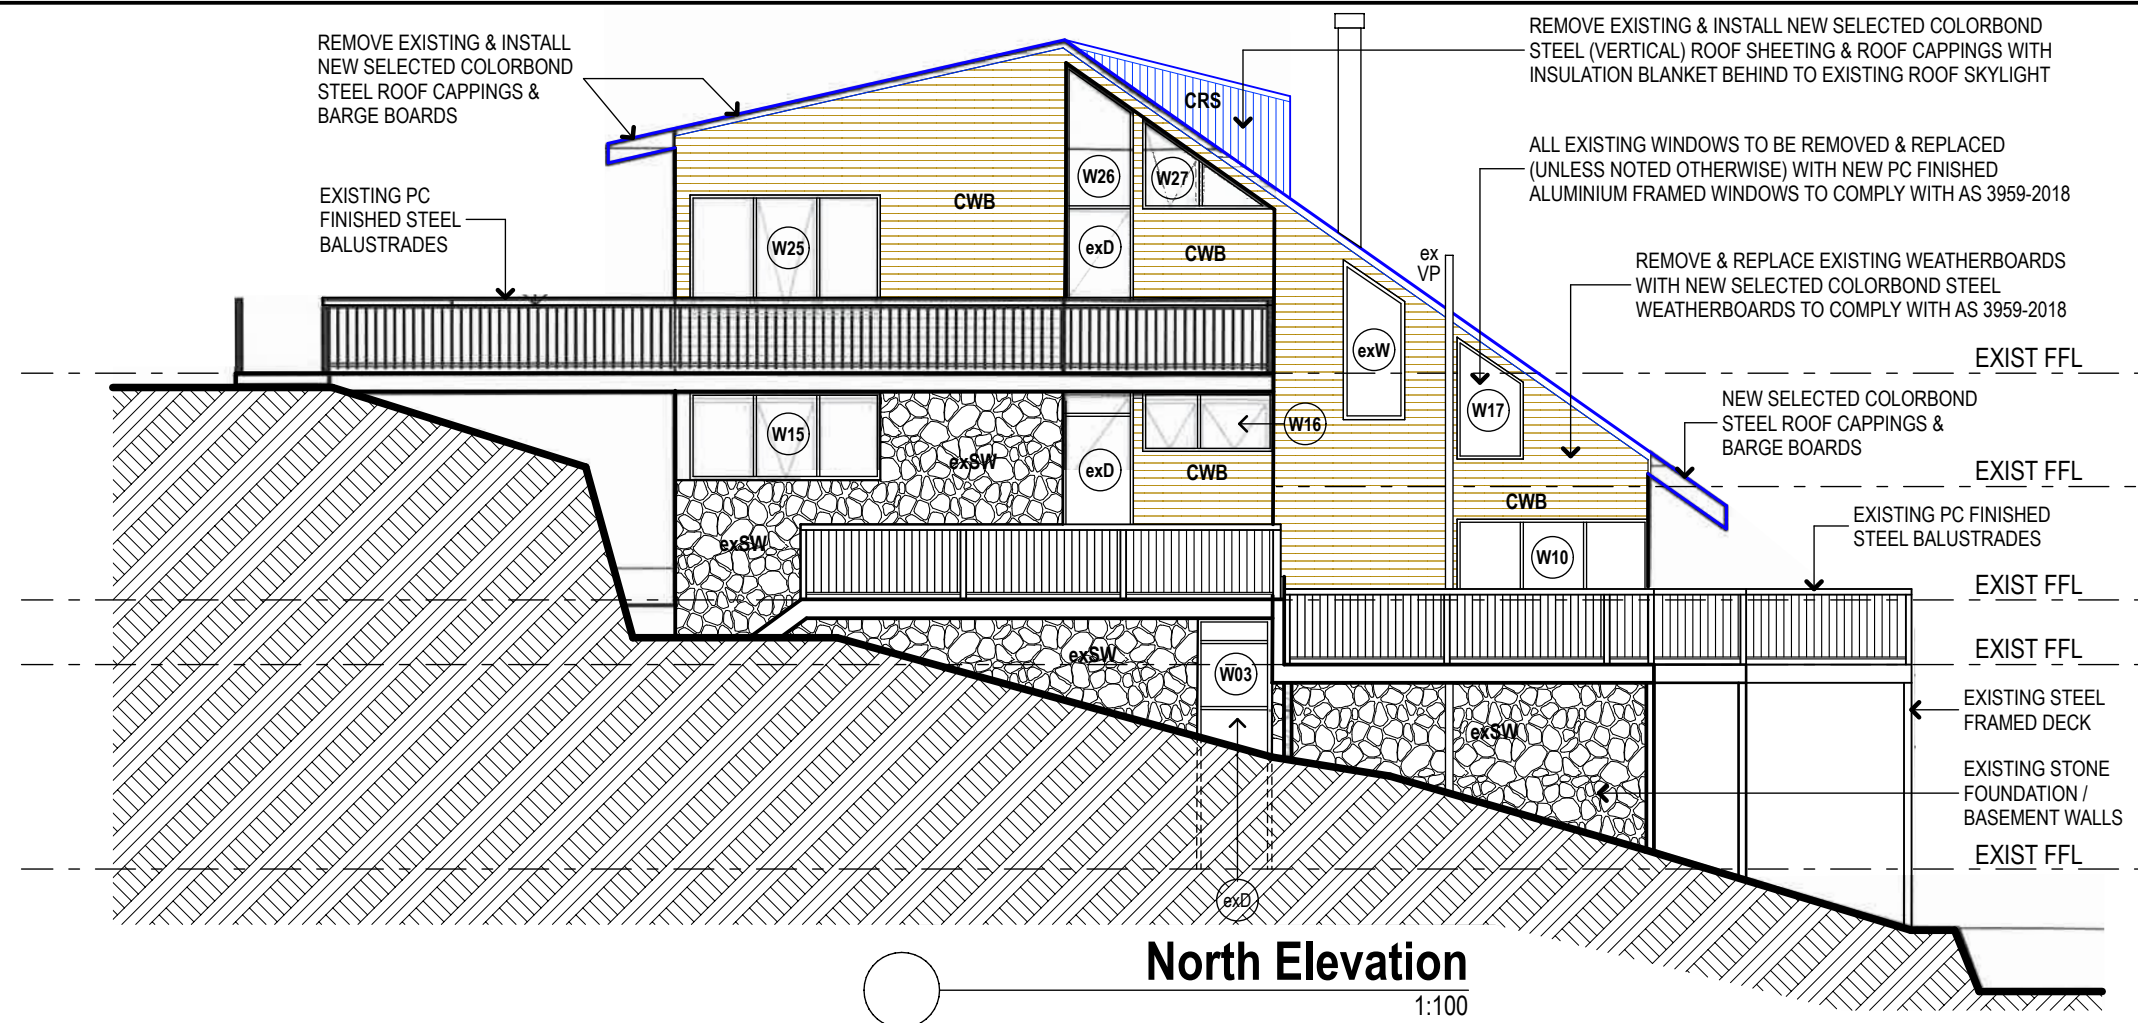 REMOVE EXISTING & INSTALL
NEW SELECTED COLORBOND
STEEL ROOF CAPPINGS &
BARGE BOARDS
REMOVE EXISTING & INSTALL NEW SELECTED COLORBOND
STEEL (VERTICAL) ROOF SHEETING & ROOF CAPPINGS WITH
INSULATION BLANKET BEHIND TO EXISTING ROOF SKYLIGHT
CRS
ALL EXISTING WINDOWS TO BE REMOVED & REPLACED
(UNLESS NOTED OTHERWISE) WITH NEW PC FINISHED
ALUMINIUM FRAMED WINDOWS TO COMPLY WITH AS 3959-2018
EXISTING PC
FINISHED STEEL
BALUSTRADES
W26
W27
CWB
W25
exD
CWB
ex
VP
REMOVE & REPLACE EXISTING WEATHERBOARDS
WITH NEW SELECTED COLORBOND STEEL
WEATHERBOARDS TO COMPLY WITH AS 3959-2018
exW
EXIST FFL
NEW SELECTED COLORBOND
STEEL ROOF CAPPINGS &
BARGE BOARDS
W15
W16
W17
exSW
exD
CWB
EXIST FFL
CWB
EXISTING PC FINISHED
STEEL BALUSTRADES
exSW
W10
EXIST FFL
exSW
EXIST FFL
W03
EXISTING STEEL
FRAMED DECK
exSW
EXISTING STONE
FOUNDATION /
BASEMENT WALLS
EXIST FFL
exD
North Elevation
1:100